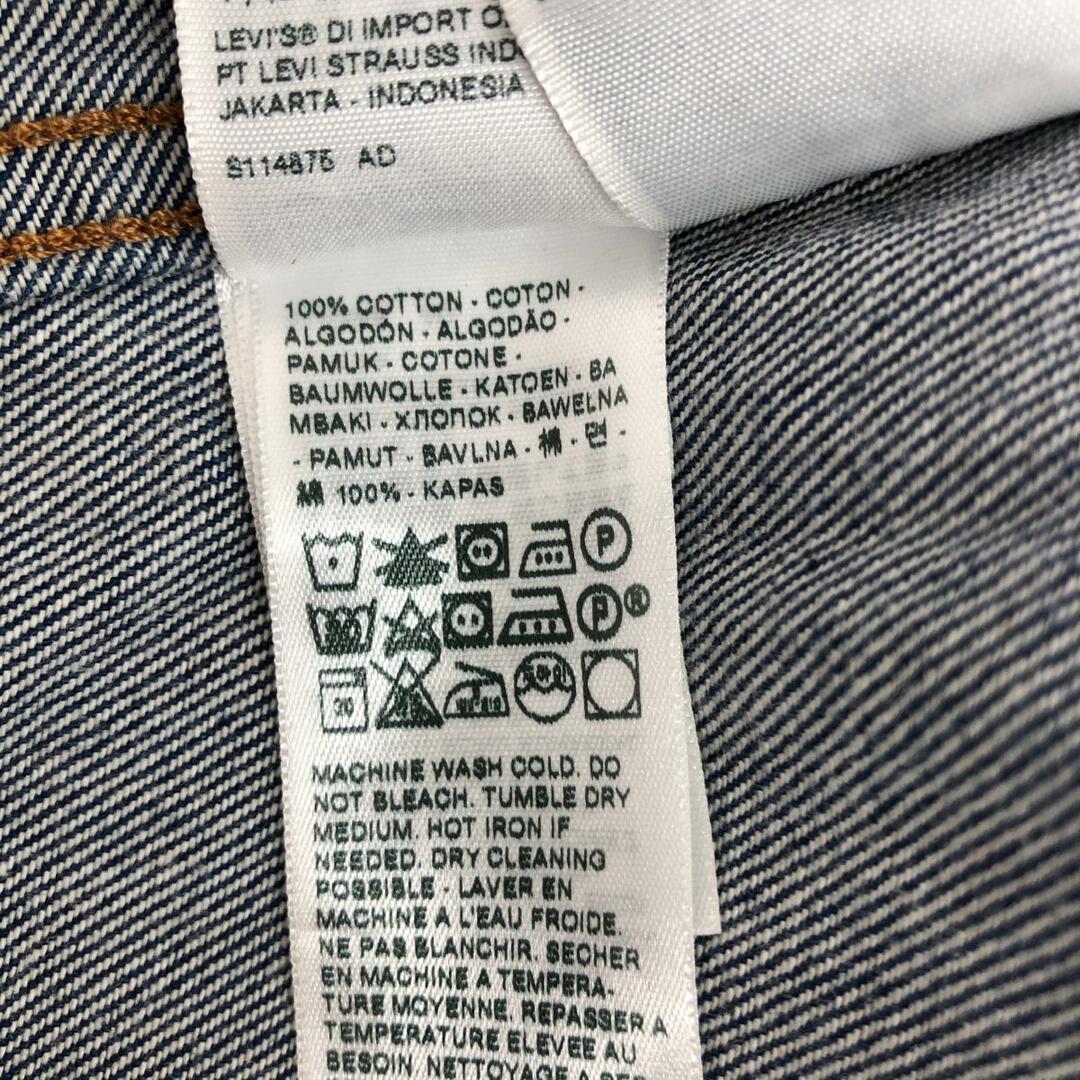 LEVI'S® DI IMPORT
PT LEVI STRAUSS
JAKARTA - INDONESIA
S114875 AD
100% COTTON - COTON -
ALGODÓN - ALGODÃO -
PAMUK - COTONE -
BAUMWOLLE - KATOEN - BA
MBAKI - ХЛОПОК - BAWEŁNA
- PAMUT - BAVLNA - 棉 - 면 -
綿 100% - KAPAS
P
P®
30
MACHINE WASH COLD. DO
NOT BLEACH. TUMBLE DRY
MEDIUM. HOT IRON IF
NEEDED. DRY CLEANING
POSSIBLE - LAVER EN
MACHINE A L'EAU FROIDE.
NE PAS BLANCHIR. SECHER
EN MACHINE A TEMPERA-
TURE MOYENNE. REPASSER A
TEMPERATURE ELEVEE AU
BESOIN. NETTOYAGE A